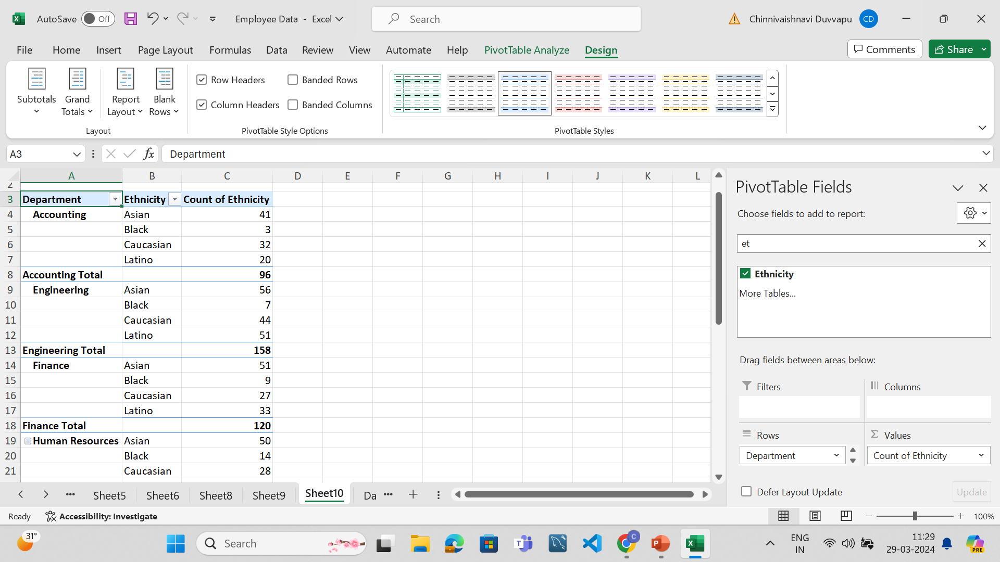 AutoSave Off Employee Data - Excel Search Chinnivaishnavi Duvvapu CD
File Home Insert Page Layout Formulas Data Review View Automate Help PivotTable Analyze Design Comments Share
Subtotals
Grand Totals
Report Layout
Blank Rows
Layout
Row Headers Banded Rows
Column Headers Banded Columns
PivotTable Style Options
PivotTable Styles
A3 fx Department
A B C D E F G H I J K L
2
3 Department Ethnicity Count of Ethnicity
4 Accounting Asian 41
5 Black 3
6 Caucasian 32
7 Latino 20
8 Accounting Total 96
9 Engineering Asian 56
10 Black 7
11 Caucasian 44
12 Latino 51
13 Engineering Total 158
14 Finance Asian 51
15 Black 9
16 Caucasian 27
17 Latino 33
18 Finance Total 120
19 Human Resources Asian 50
20 Black 14
21 Caucasian 28
PivotTable Fields
Choose fields to add to report:
et
Ethnicity
More Tables...
Drag fields between areas below:
Filters Columns
Rows Values
Department Count of Ethnicity
Defer Layout Update Update
Sheet5 Sheet6 Sheet8 Sheet9 Sheet10 Da
Ready Accessibility: Investigate 100%
31° Search ENG IN 11:29 29-03-2024 PRE